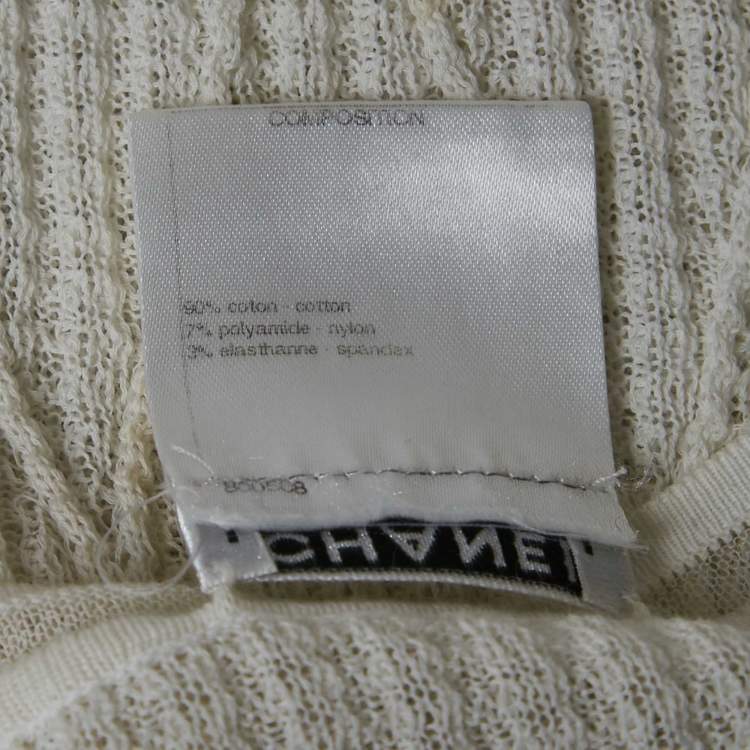 COMPOSITION
90% coton - cotton
7% polyamide - nylon
3% elasthanne - spandex
CHANEL